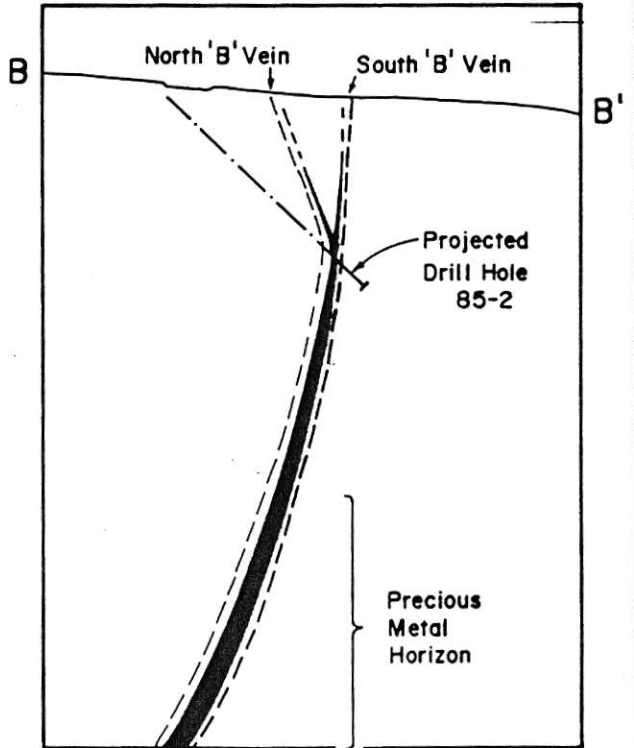 North 'B' Vein
South 'B' Vein
B
B'
Projected
Drill Hole
85-2
Precious
Metal
Horizon